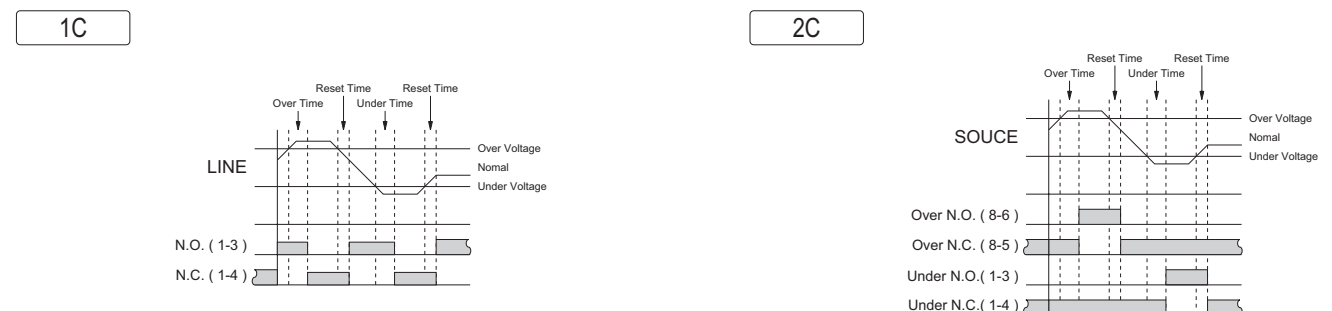 1C
Reset Time Reset Time
Over Time Under Time
LINE
Over Voltage
Nomal
Under Voltage
N.O. ( 1-3 )
N.C. ( 1-4 )
2C
Reset Time Reset Time
Over Time Under Time
SOUCE
Over Voltage
Nomal
Under Voltage
Over N.O. ( 8-6 )
Over N.C. ( 8-5 )
Under N.O.( 1-3 )
Under N.C.( 1-4 )